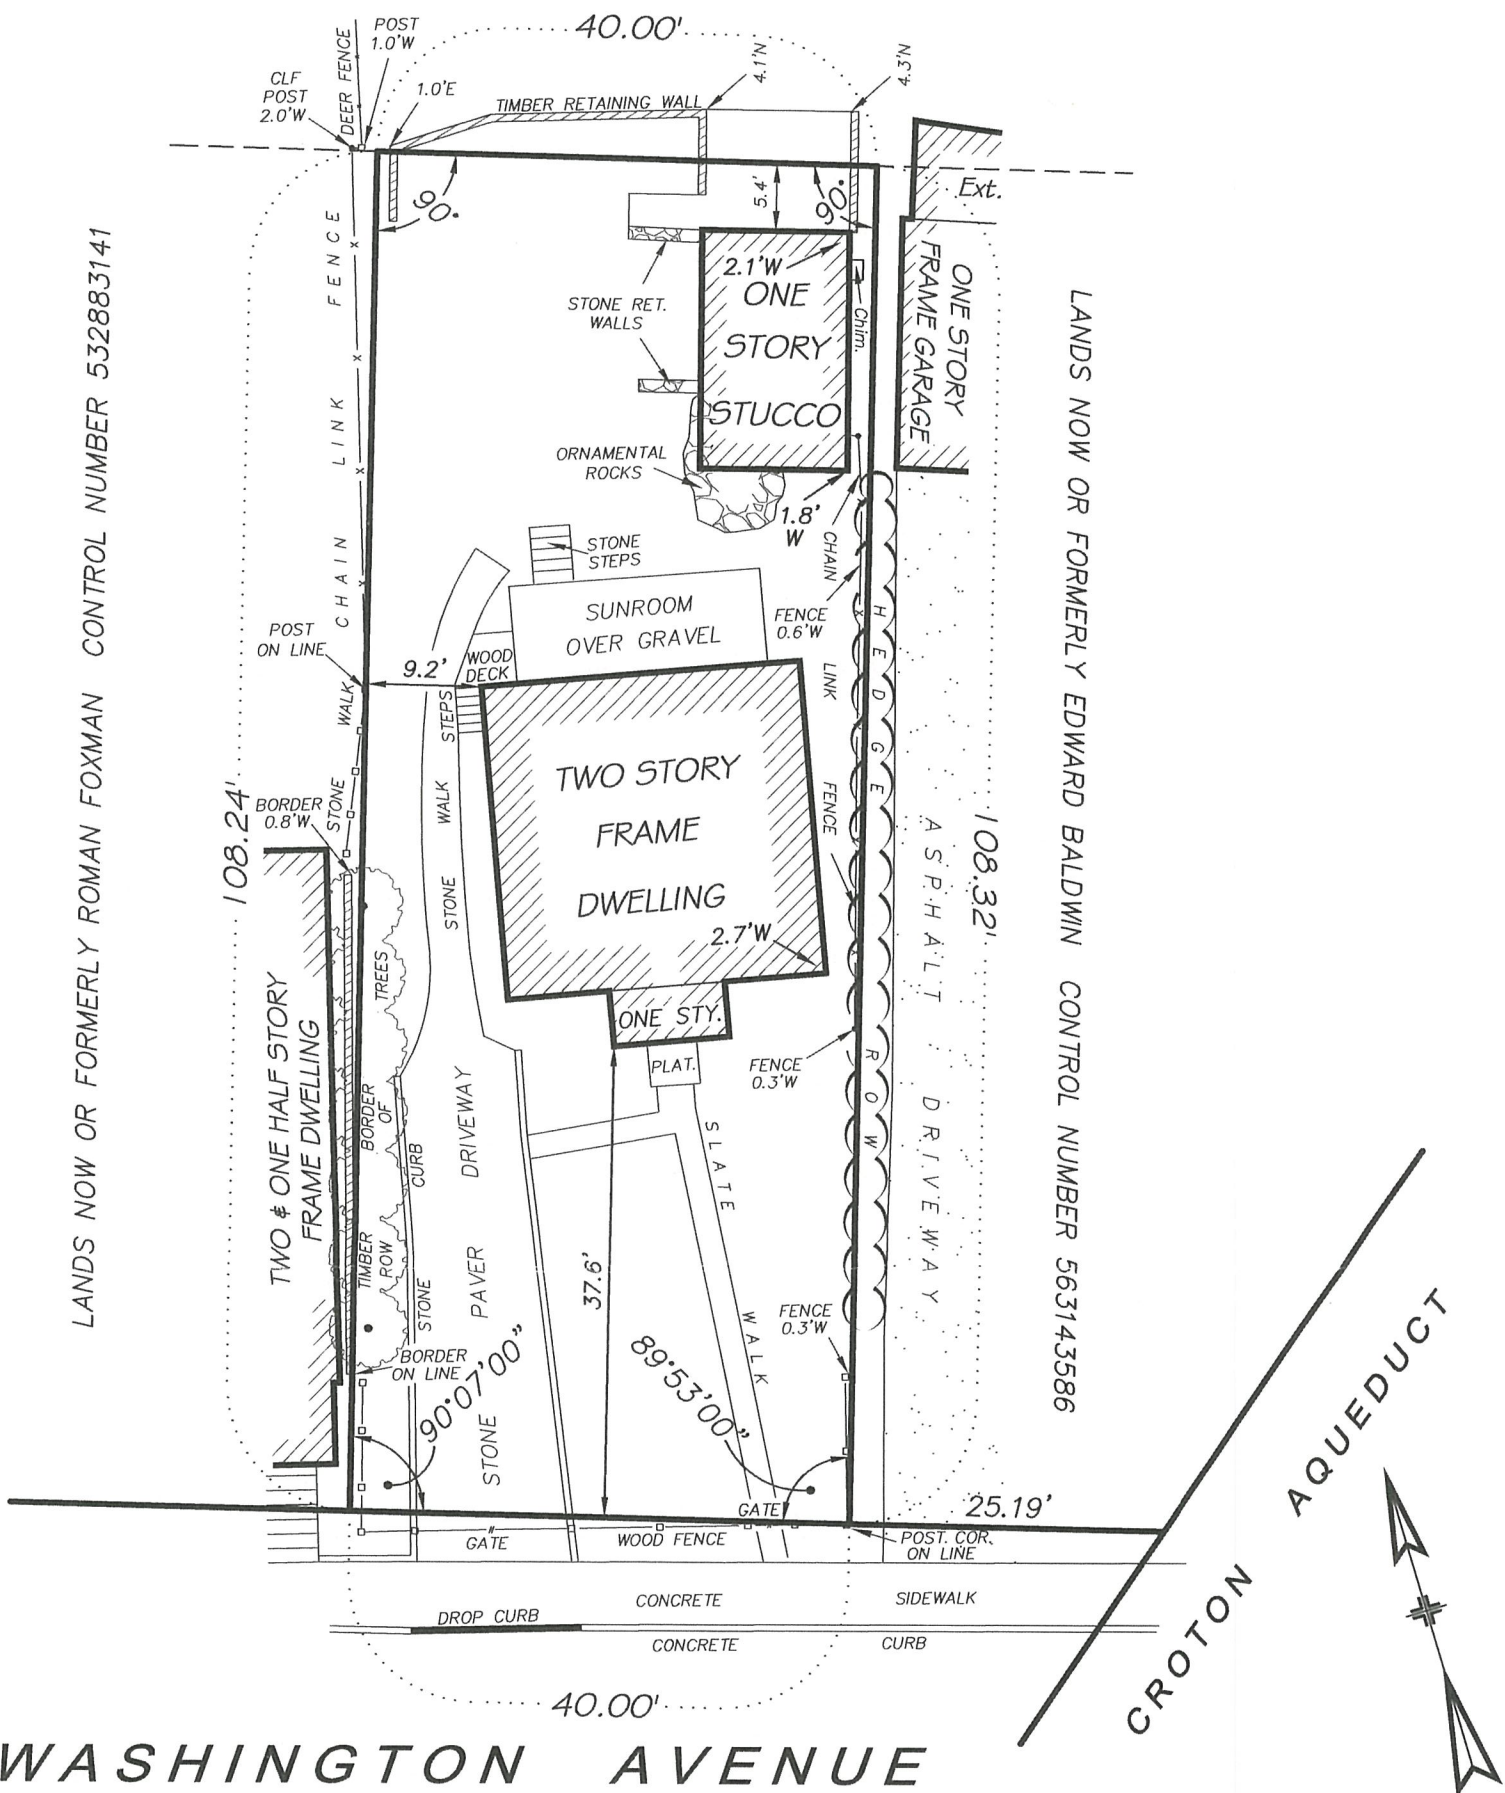 40.00'
POST
1.0'W
DEER FENCE
CLF
POST
2.0'W
1.0'E
TIMBER RETAINING WALL
4.1'N
4.3'N
Ext.
90°
90°
5.4'
2.1'W
ONE
STORY
STUCCO
Chim.
ONE STORY
FRAME GARAGE
STONE RET.
WALLS
ORNAMENTAL
ROCKS
1.8'
W
CHAIN LINK FENCE
STONE
STEPS
SUNROOM
OVER GRAVEL
FENCE
0.6'W
CHAIN LINK FENCE
HEDGE ROW
POST
ON LINE
9.2'
WOOD
DECK
STEPS
STONE WALK
STONE WALK
TWO STORY
FRAME
DWELLING
2.7'W
ONE STY.
PLAT.
BORDER
0.8'W
108.24'
108.32'
ASPHALT DRIVEWAY
TWO & ONE HALF STORY
FRAME DWELLING
TREES
BORDER OF
TIMBER ROW
STONE CURB
STONE PAVER DRIVEWAY
FENCE
0.3'W
SLATE WALK
37.6'
FENCE
0.3'W
BORDER
ON LINE
90°07'00"
89°53'00"
GATE
GATE
WOOD FENCE
POST. COR.
ON LINE
25.19'
CONCRETE SIDEWALK
DROP CURB
CONCRETE CURB
40.00'
LANDS NOW OR FORMERLY ROMAN FOXMAN CONTROL NUMBER 532883141
LANDS NOW OR FORMERLY EDWARD BALDWIN CONTROL NUMBER 563143586
CROTON AQUEDUCT
WASHINGTON AVENUE